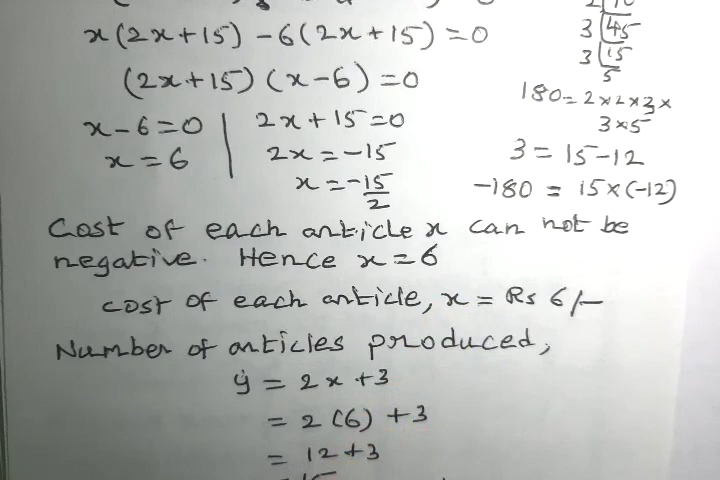 x(2x+15) -6(2x+15) =0
(2x+15) (x-6) =0
x-6=0 | 2x+15=0
x=6 | 2x=-15
x=-15/2
Cost of each article x can not be
negative. Hence x=6
cost of each article, x = Rs 6/-
Number of articles produced,
y = 2x+3
= 2(6) +3
= 12+3
3 45
3 15
5
180=2×2×3×
3×5
3= 15-12
-180 = 15×(-12)